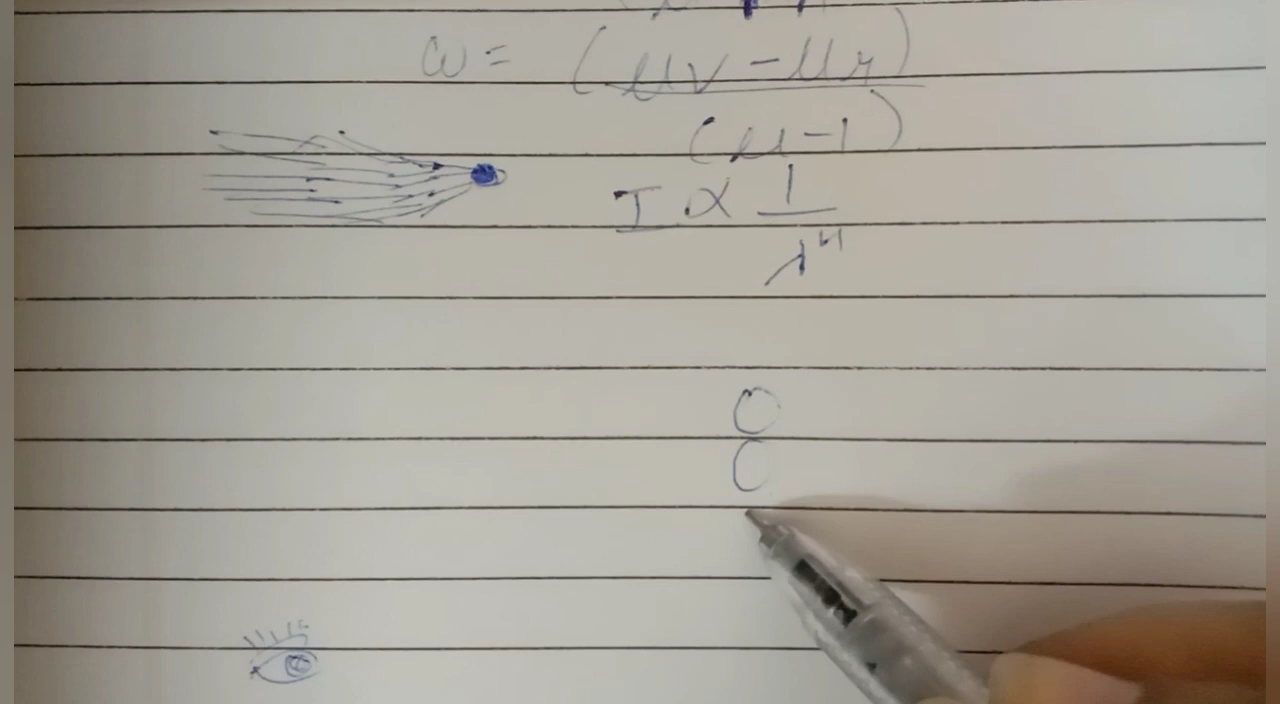 ω = (μv - μr)
(μ-1)
I ∝ 1
λ⁴